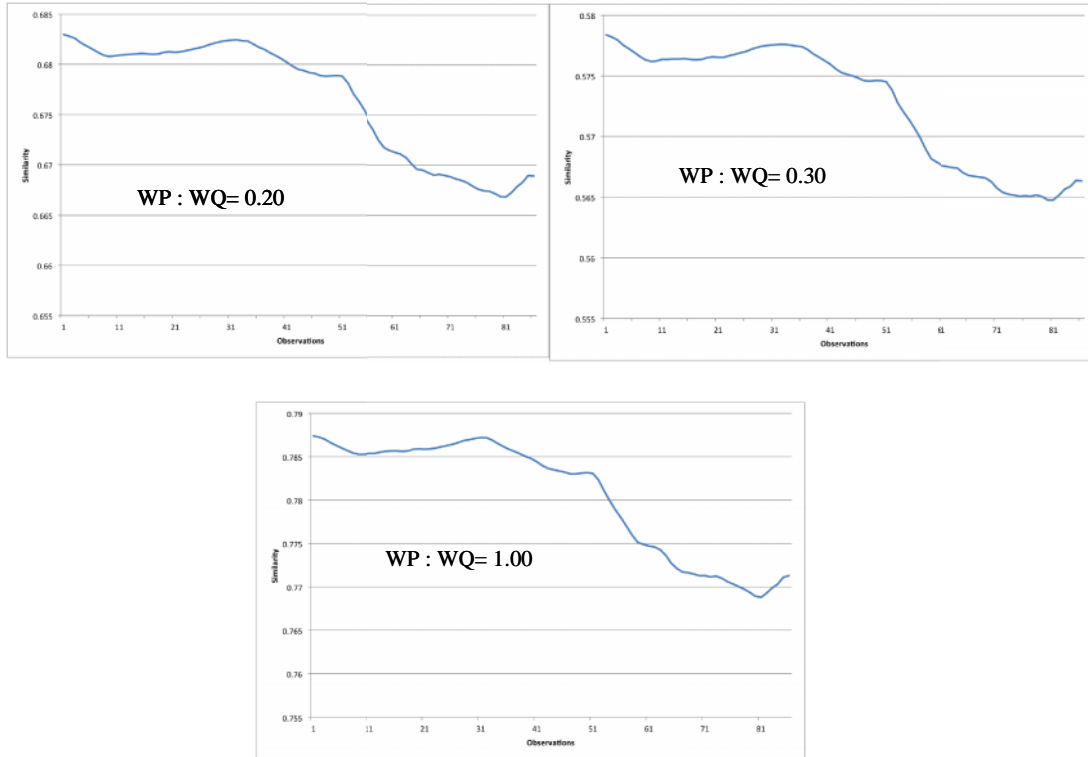 0.685
0.68
0.675
0.67
0.665
0.66
0.655
Similarity
WP : WQ= 0.20
1 11 21 31 41 51 61 71 81
Observations
0.58
0.575
0.57
0.565
0.56
0.555
Similarity
WP : WQ= 0.30
1 11 21 31 41 51 61 71 81
Observations
0.79
0.785
0.78
0.775
0.77
0.765
0.76
0.755
Similarity
WP : WQ= 1.00
1 11 21 31 41 51 61 71 81
Observations